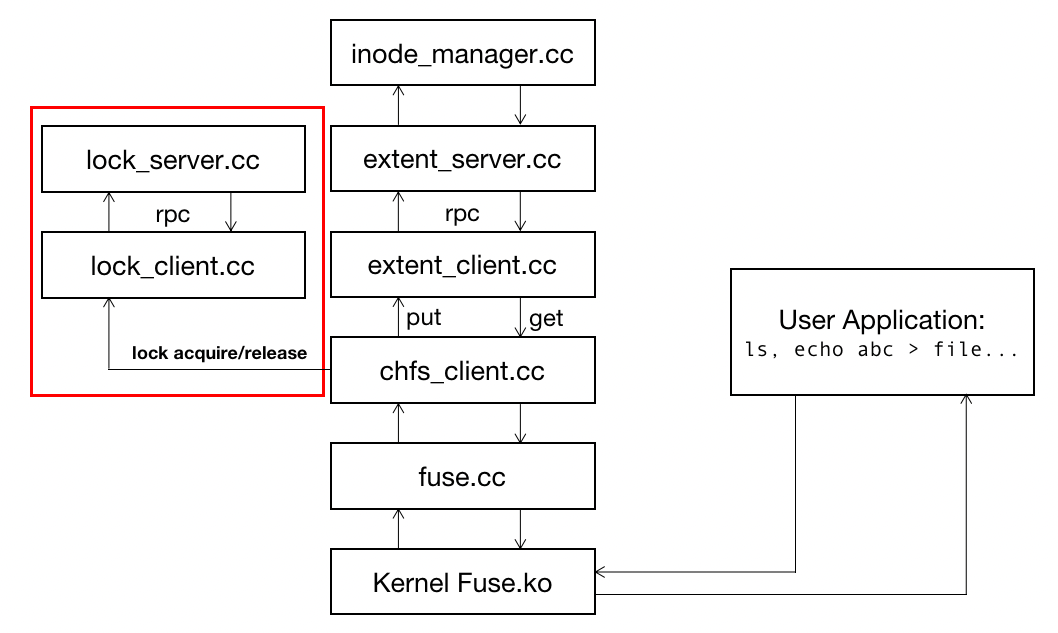 inode_manager.cc
lock_server.cc
extent_server.cc
rpc
rpc
lock_client.cc
extent_client.cc
put
get
User Application:
ls, echo abc > file...
lock acquire/release
chfs_client.cc
fuse.cc
Kernel Fuse.ko